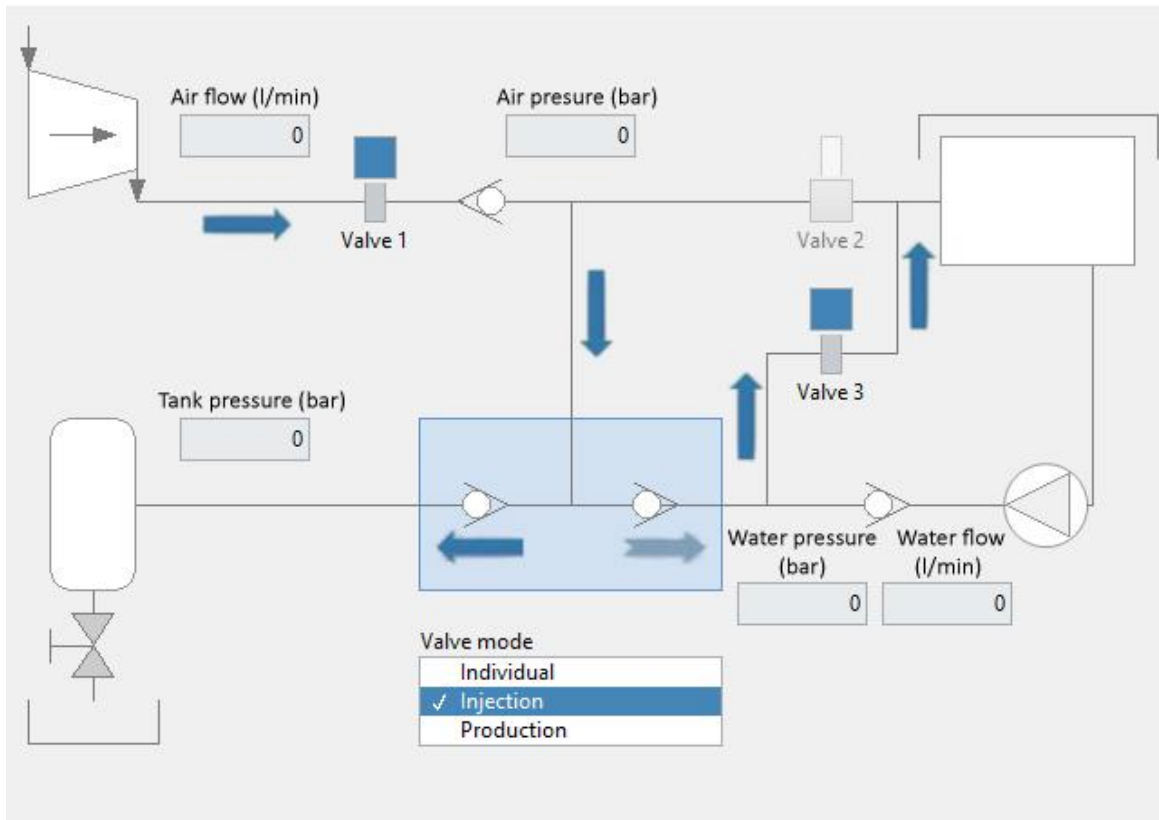 Air flow (l/min)
0
Air presure (bar)
0
Valve 1
Valve 2
Valve 3
Tank pressure (bar)
0
Water pressure
(bar)
0
Water flow
(l/min)
0
Valve mode
Individual
✓ Injection
Production